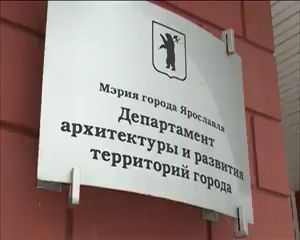 Мэрия города Ярославля
Департамент
архитектуры и развития
территорий города